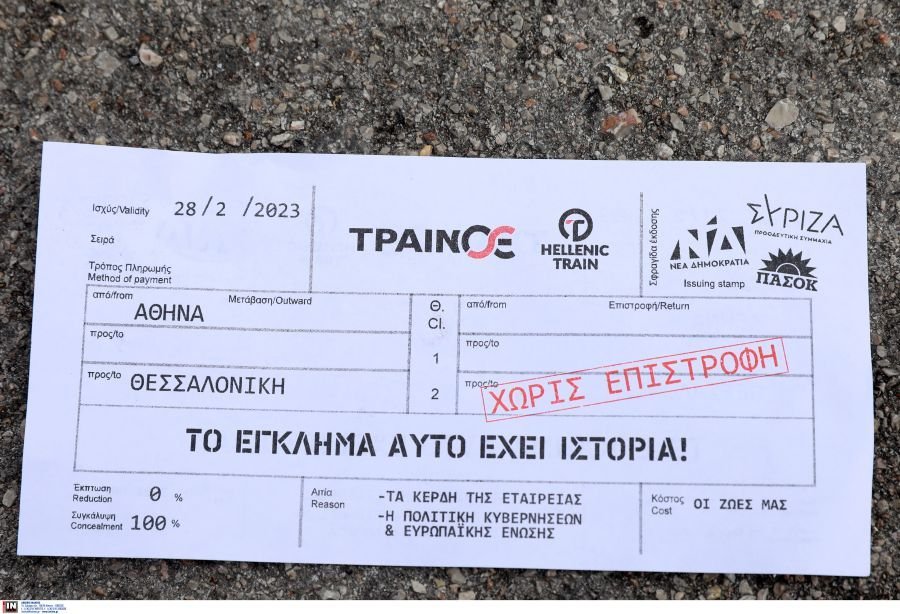 Ισχύς/Validity 28/2 /2023
Σειρά
Τρόπος Πληρωμής
Method of payment
ΤΡΑΙΝΟΣΕ
HELLENIC
TRAIN
Σφραγίδα έκδοσης
ΝΔ
ΝΕΑ ΔΗΜΟΚΡΑΤΙΑ
ΣΥΡΙΖΑ
ΠΡΟΟΔΕΥΤΙΚΗ ΣΥΜΜΑΧΙΑ
ΠΑΣΟΚ
Issuing stamp
από/from Μετάβαση/Outward
ΑΘΗΝΑ
προς/to
προς/to ΘΕΣΣΑΛΟΝΙΚΗ
Θ.
Cl.
1
2
από/from Επιστροφή/Return
προς/to
προς/to
ΧΩΡΙΣ ΕΠΙΣΤΡΟΦΗ
ΤΟ ΕΓΚΛΗΜΑ ΑΥΤΟ ΕΧΕΙ ΙΣΤΟΡΙΑ!
Έκπτωση
Reduction 0 %
Συγκάλυψη
Concealment 100 %
Αιτία
Reason
-ΤΑ ΚΕΡΔΗ ΤΗΣ ΕΤΑΙΡΕΙΑΣ
-Η ΠΟΛΙΤΙΚΗ ΚΥΒΕΡΝΗΣΕΩΝ
& ΕΥΡΩΠΑΪΚΗΣ ΕΝΩΣΗΣ
Κόστος
Cost
ΟΙ ΖΩΕΣ ΜΑΣ
IN